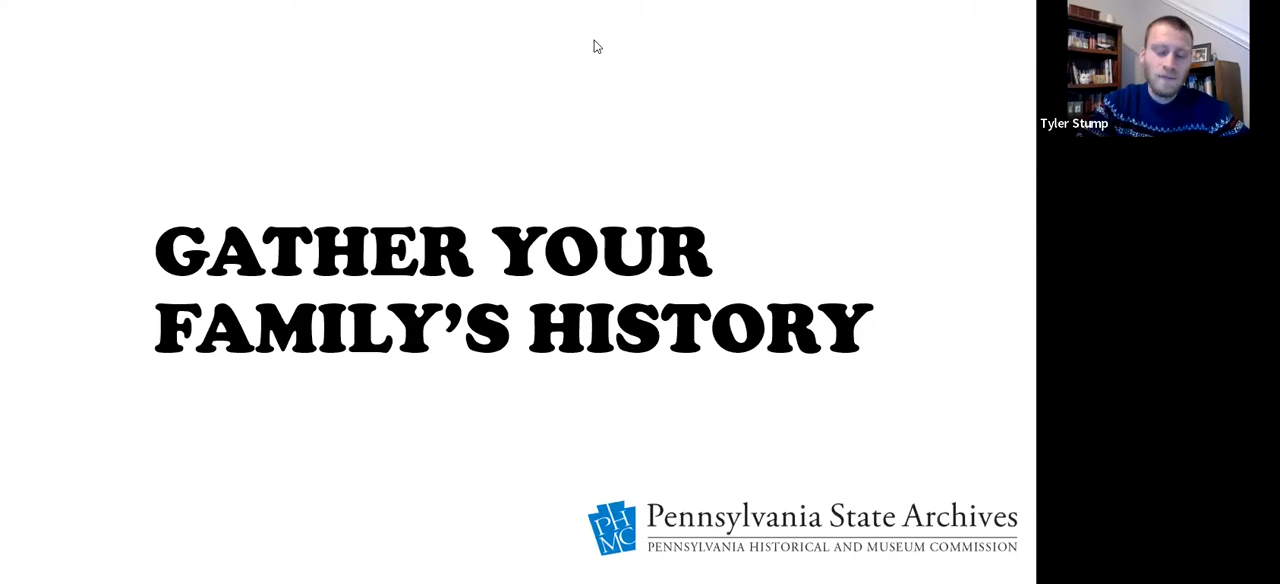 GATHER YOUR
FAMILY'S HISTORY
PHMC
Pennsylvania State Archives
PENNSYLVANIA HISTORICAL AND MUSEUM COMMISSION
Tyler Stump